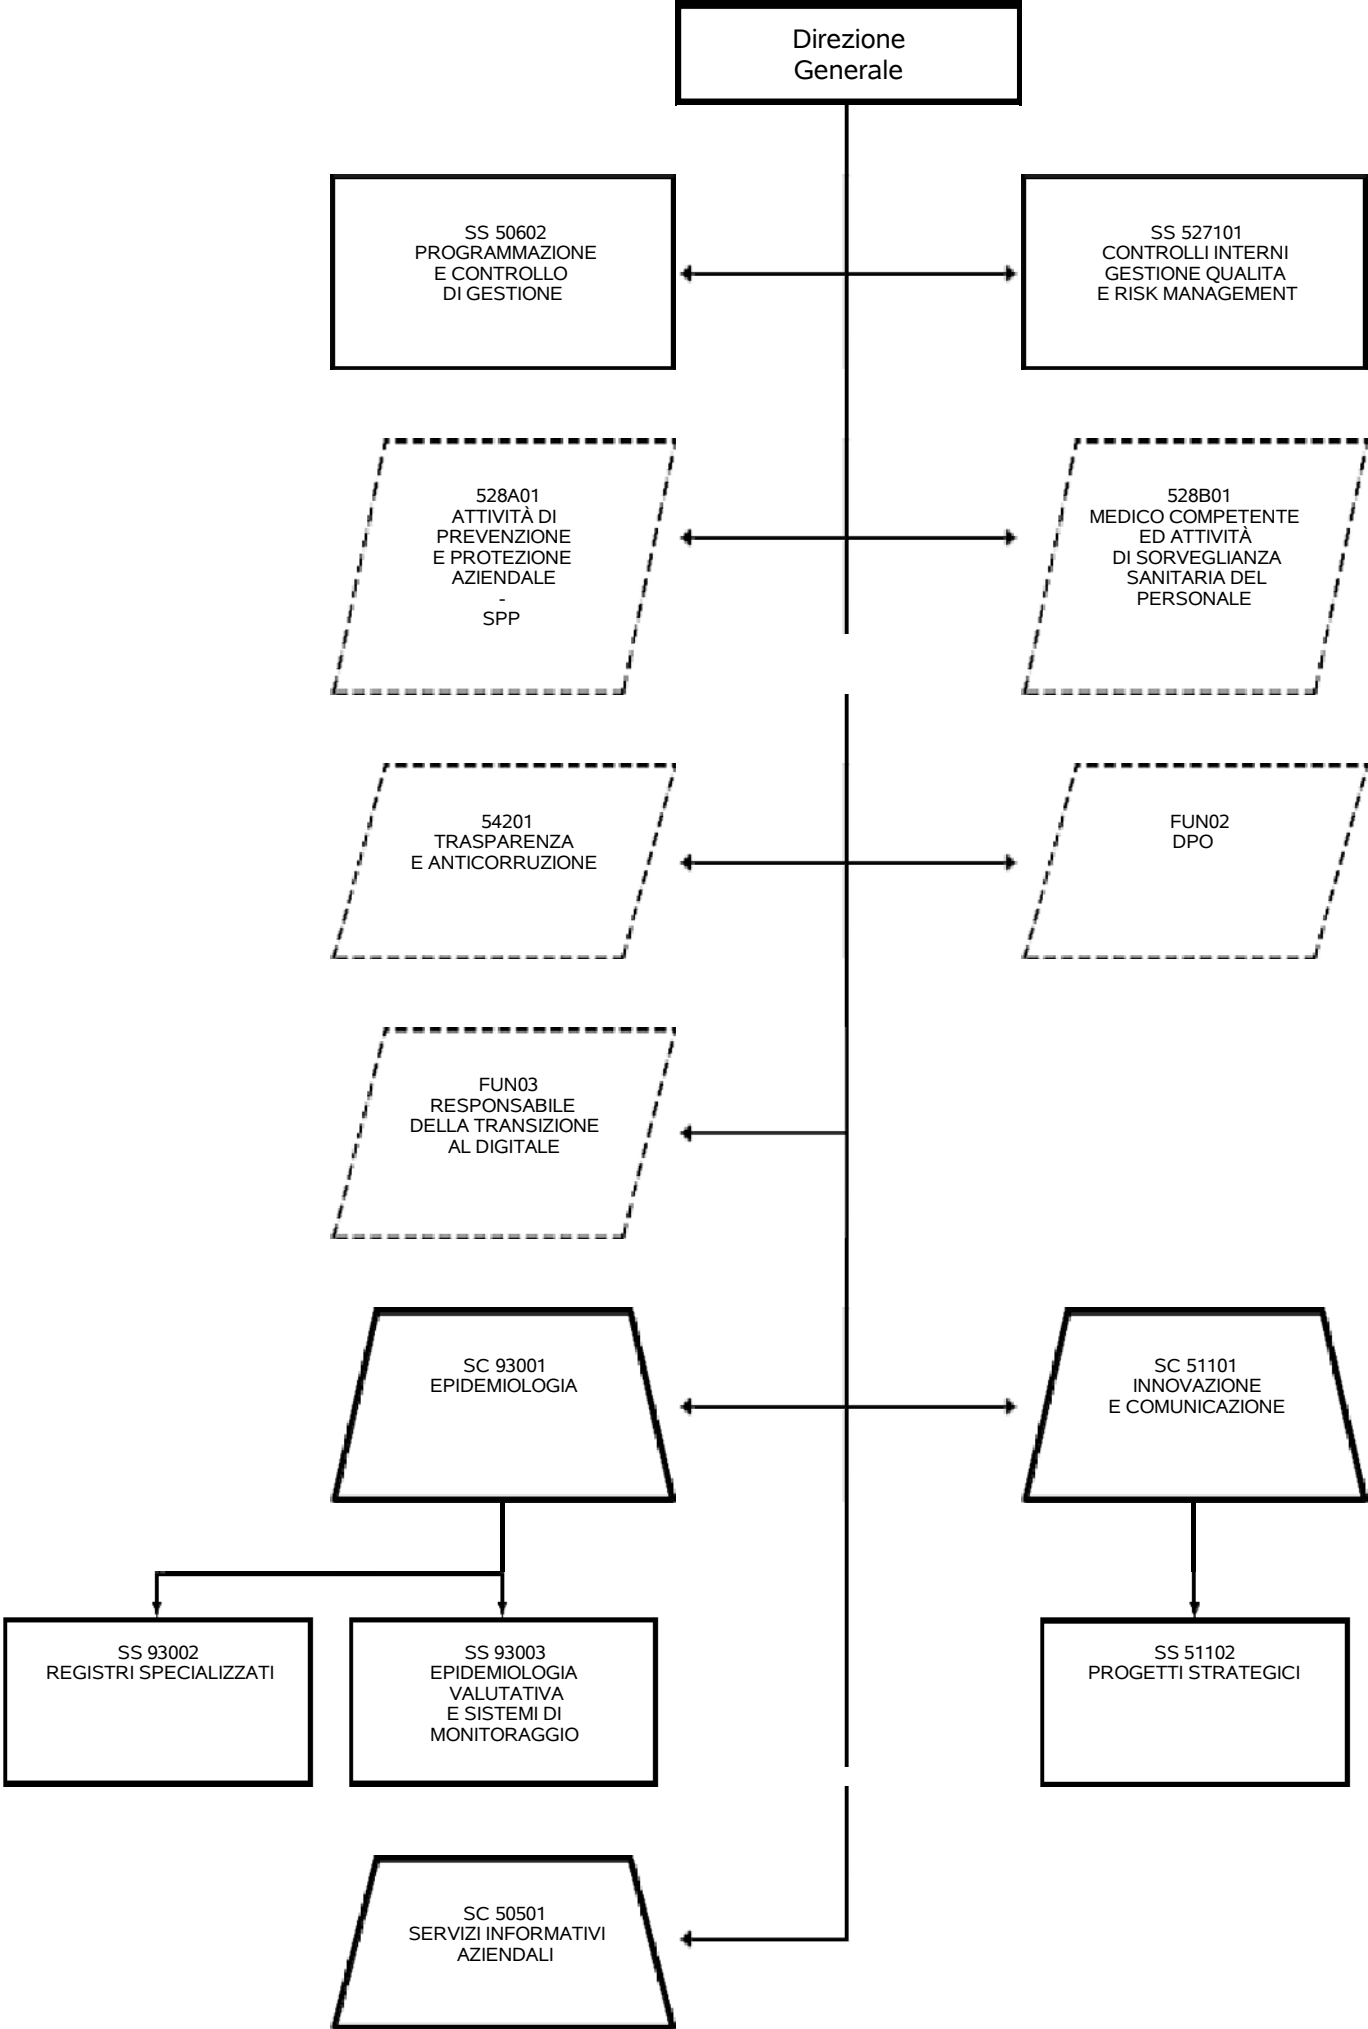 Direzione
Generale
SS 50602
PROGRAMMAZIONE
E CONTROLLO
DI GESTIONE
SS 527101
CONTROLLI INTERNI
GESTIONE QUALITA
E RISK MANAGEMENT
528A01
ATTIVITÀ DI
PREVENZIONE
E PROTEZIONE
AZIENDALE
-
SPP
528B01
MEDICO COMPETENTE
ED ATTIVITÀ
DI SORVEGLIANZA
SANITARIA DEL
PERSONALE
54201
TRASPARENZA
E ANTICORRUZIONE
FUN02
DPO
FUN03
RESPONSABILE
DELLA TRANSIZIONE
AL DIGITALE
SC 93001
EPIDEMIOLOGIA
SC 51101
INNOVAZIONE
E COMUNICAZIONE
SS 93002
REGISTRI SPECIALIZZATI
SS 93003
EPIDEMIOLOGIA
VALUTATIVA
E SISTEMI DI
MONITORAGGIO
SS 51102
PROGETTI STRATEGICI
SC 50501
SERVIZI INFORMATIVI
AZIENDALI